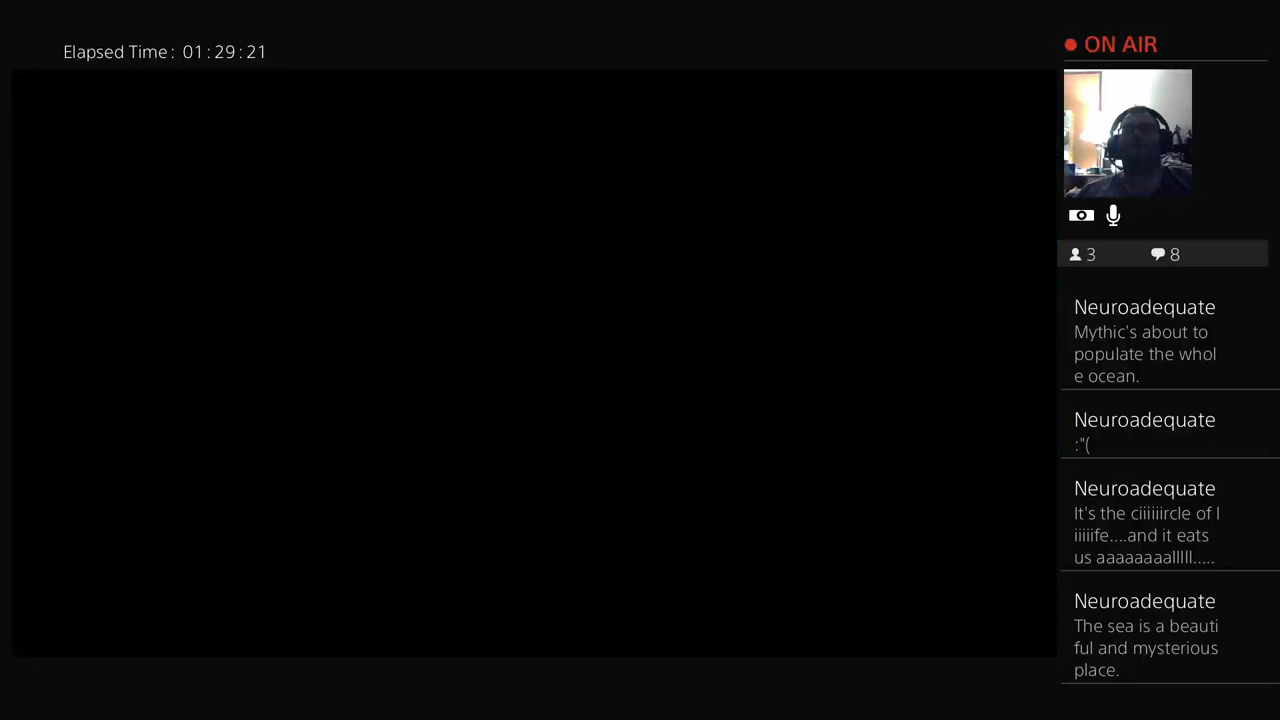 Elapsed Time: 01:29:21
ON AIR
3 8
Neuroadequate
Mythic's about to
populate the whol
e ocean.
Neuroadequate
:"(
Neuroadequate
It's the ciiiiiircle of l
iiiiife....and it eats
us aaaaaaaalllll.....
Neuroadequate
The sea is a beauti
ful and mysterious
place.